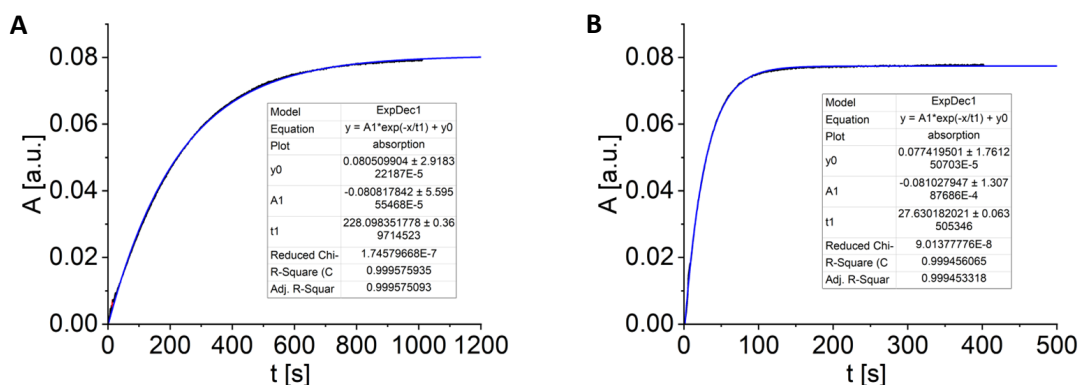 A
A [a.u.]
0.08
0.06
0.04
0.02
0.00
0 200 400 600 800 1000 1200
t [s]
Model ExpDec1
Equation y = A1*exp(-x/t1) + y0
Plot absorption
y0 0.080509904 ± 2.9183
22187E-5
A1 -0.080817842 ± 5.595
55468E-5
t1 228.098351778 ± 0.36
9714523
Reduced Chi- 1.74579668E-7
R-Square (C 0.999575935
Adj. R-Squar 0.999575093
B
A [a.u.]
0.08
0.06
0.04
0.02
0.00
0 100 200 300 400 500
t [s]
Model ExpDec1
Equation y = A1*exp(-x/t1) + y0
Plot absorption
y0 0.077419501 ± 1.7612
50703E-5
A1 -0.081027947 ± 1.307
87686E-4
t1 27.630182021 ± 0.063
505346
Reduced Chi- 9.01377776E-8
R-Square (C 0.999456065
Adj. R-Squar 0.999453318